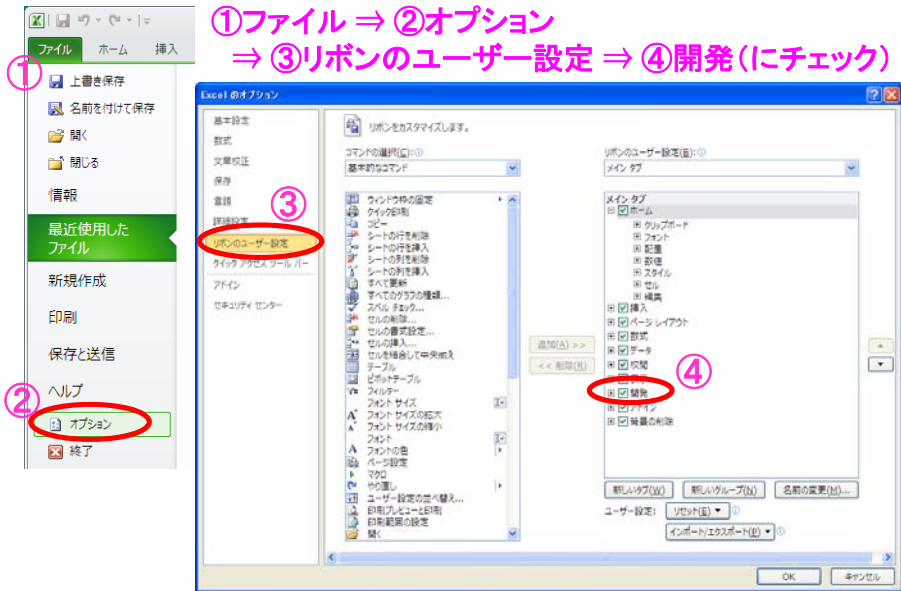 ①ファイル ⇒ ②オプション
⇒ ③リボンのユーザー設定 ⇒ ④開発(にチェック)
ファイル
ホーム
挿入
①
上書き保存
名前を付けて保存
開く
閉じる
情報
最近使用した
ファイル
新規作成
印刷
保存と送信
ヘルプ
②
オプション
終了
Excel のオプション
基本設定
数式
文章校正
保存
言語
③
詳細設定
リボンのユーザー設定
クイック アクセス ツール バー
アドイン
セキュリティ センター
リボンをカスタマイズします。
コマンドの選択(C):
基本的なコマンド
ウィンドウ枠の固定
クイック印刷
コピー
シートの行を削除
シートの行を挿入
シートの列を削除
シートの列を挿入
すべて更新
すべてのグラフの種類...
スペル チェック...
セルの削除...
セルの書式設定...
セルの挿入...
セルを結合して中央揃え
テーブル
ピボットテーブル
フィルター
フォント サイズ
フォント サイズの拡大
フォント サイズの縮小
フォント
フォントの色
ページ設定
マクロ
やり直し
ユーザー設定の並べ替え...
印刷プレビューと印刷
印刷範囲の設定
開く
追加(A) >>
<< 削除(R)
リボンのユーザー設定(B):
メイン タブ
メイン タブ
ホーム
クリップボード
フォント
配置
数値
スタイル
セル
編集
挿入
ページ レイアウト
数式
データ
校閲
④
開発
アドイン
背景の削除
新しいタブ(W)
新しいグループ(N)
名前の変更(M)...
ユーザー設定:
リセット(E)
インポート/エクスポート(P)
OK
キャンセル